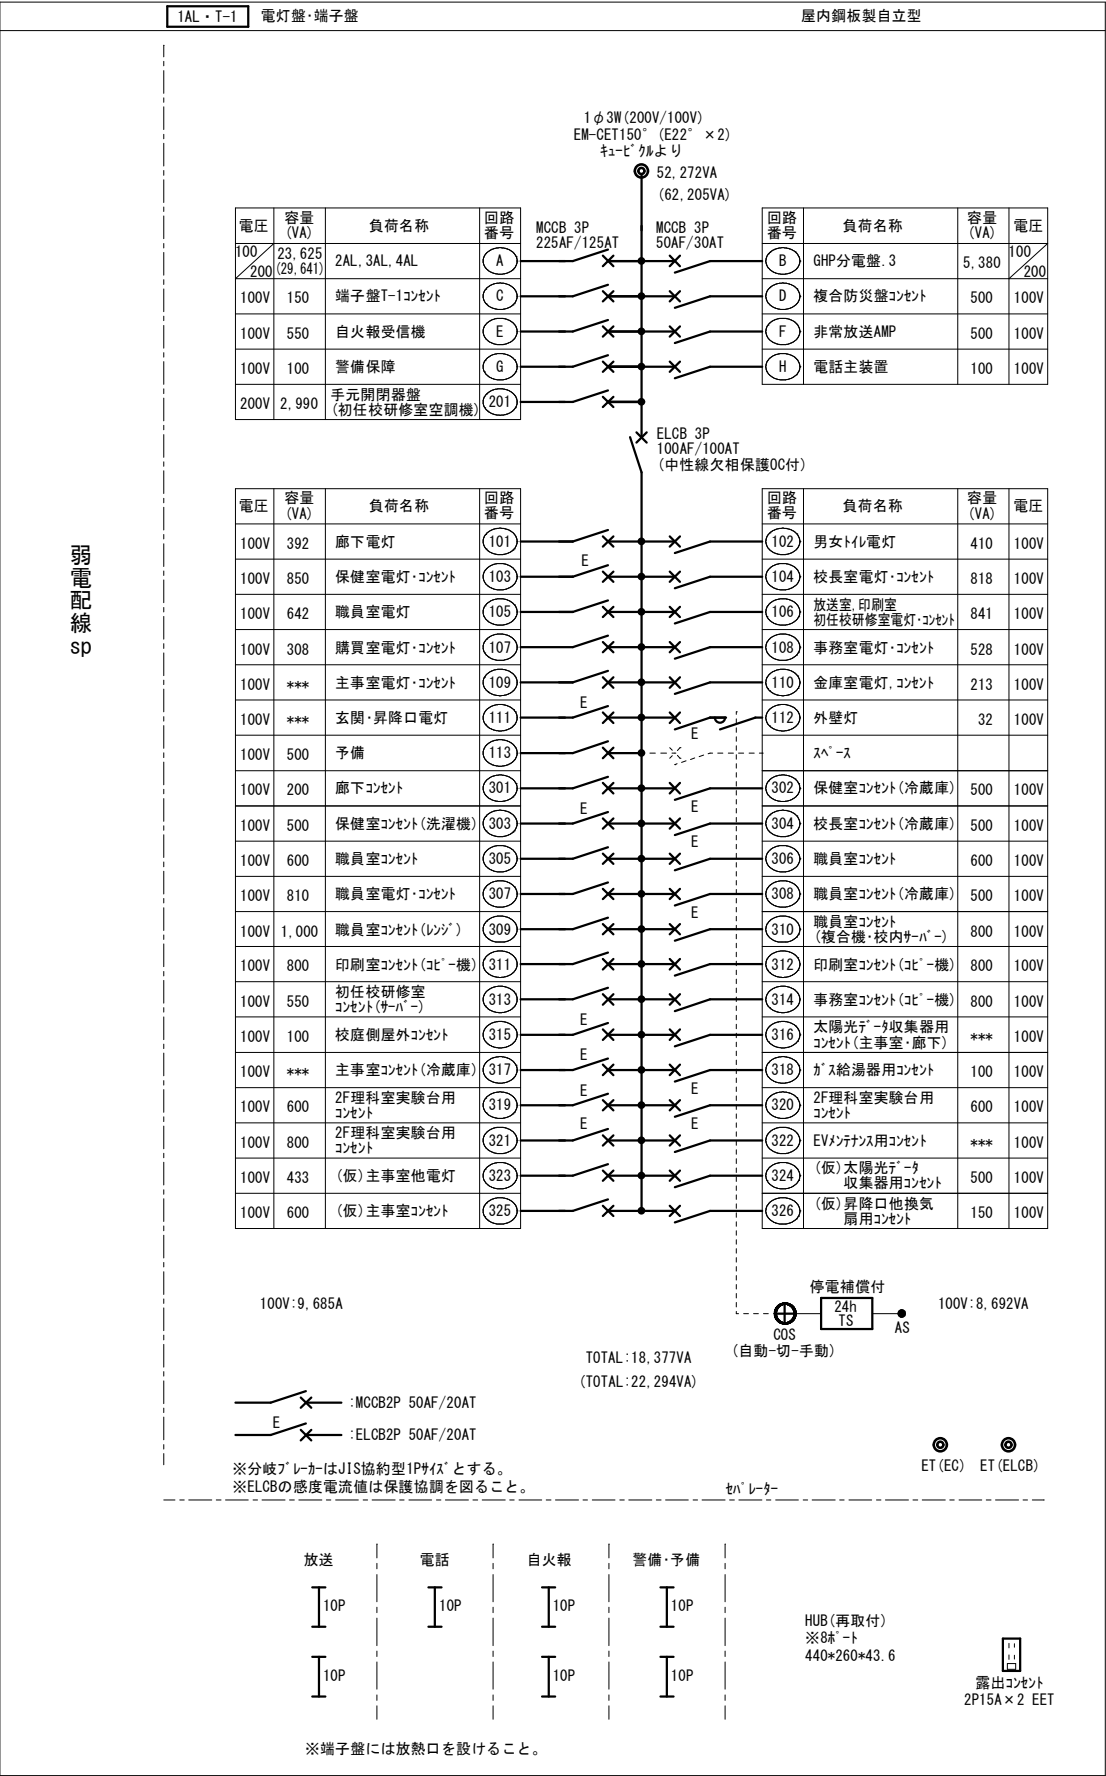 1AL・T-1 電灯盤・端子盤 屋内鋼板製自立型
1φ3W(200V/100V)
EM-CET150°(E22°×2)
ｷｭｰﾋﾞｸﾙより
52,272VA
(62,205VA)
電圧 容量(VA) 負荷名称 回路番号 MCCB 3P 225AF/125AT MCCB 3P 50AF/30AT 回路番号 負荷名称 容量(VA) 電圧
100/200 23,625(29,641) 2AL,3AL,4AL A B GHP分電盤.3 5,380 100/200
100V 150 端子盤T-1ｺﾝｾﾝﾄ C D 複合防災盤ｺﾝｾﾝﾄ 500 100V
100V 550 自火報受信機 E F 非常放送AMP 500 100V
100V 100 警備保障 G H 電話主装置 100 100V
200V 2,990 手元開閉器盤(初任校研修室空調機) 201
ELCB 3P
100AF/100AT
(中性線欠相保護OC付)
電圧 容量(VA) 負荷名称 回路番号 回路番号 負荷名称 容量(VA) 電圧
100V 392 廊下電灯 101 102 男女ﾄｲﾚ電灯 410 100V
100V 850 保健室電灯・ｺﾝｾﾝﾄ 103 E 104 校長室電灯・ｺﾝｾﾝﾄ 818 100V
100V 642 職員室電灯 105 106 放送室,印刷室 初任校研修室電灯・ｺﾝｾﾝﾄ 841 100V
100V 308 購買室電灯・ｺﾝｾﾝﾄ 107 108 事務室電灯・ｺﾝｾﾝﾄ 528 100V
100V *** 主事室電灯・ｺﾝｾﾝﾄ 109 110 金庫室電灯,ｺﾝｾﾝﾄ 213 100V
100V *** 玄関・昇降口電灯 111 E E 112 外壁灯 32 100V
100V 500 予備 113 ｽﾍﾟｰｽ
100V 200 廊下ｺﾝｾﾝﾄ 301 302 保健室ｺﾝｾﾝﾄ(冷蔵庫) 500 100V
100V 500 保健室ｺﾝｾﾝﾄ(洗濯機) 303 E E 304 校長室ｺﾝｾﾝﾄ(冷蔵庫) 500 100V
100V 600 職員室ｺﾝｾﾝﾄ 305 E 306 職員室ｺﾝｾﾝﾄ 600 100V
100V 810 職員室電灯・ｺﾝｾﾝﾄ 307 308 職員室ｺﾝｾﾝﾄ(冷蔵庫) 500 100V
100V 1,000 職員室ｺﾝｾﾝﾄ(ﾚﾝｼﾞ) 309 E 310 職員室ｺﾝｾﾝﾄ(複合機・校内ｻｰﾊﾞｰ) 800 100V
100V 800 印刷室ｺﾝｾﾝﾄ(ｺﾋﾟｰ機) 311 312 印刷室ｺﾝｾﾝﾄ(ｺﾋﾟｰ機) 800 100V
100V 550 初任校研修室ｺﾝｾﾝﾄ(ｻｰﾊﾞｰ) 313 314 事務室ｺﾝｾﾝﾄ(ｺﾋﾟｰ機) 800 100V
100V 100 校庭側屋外ｺﾝｾﾝﾄ 315 E 316 太陽光ﾃﾞｰﾀ収集器用ｺﾝｾﾝﾄ(主事室・廊下) *** 100V
100V *** 主事室ｺﾝｾﾝﾄ(冷蔵庫) 317 E E 318 ｶﾞｽ給湯器用ｺﾝｾﾝﾄ 100 100V
100V 600 2F理科室実験台用ｺﾝｾﾝﾄ 319 E E 320 2F理科室実験台用ｺﾝｾﾝﾄ 600 100V
100V 800 2F理科室実験台用ｺﾝｾﾝﾄ 321 E E 322 EVﾒﾝﾃﾅﾝｽ用ｺﾝｾﾝﾄ *** 100V
100V 433 (仮)主事室他電灯 323 324 (仮)太陽光ﾃﾞｰﾀ収集器用ｺﾝｾﾝﾄ 500 100V
100V 600 (仮)主事室ｺﾝｾﾝﾄ 325 326 (仮)昇降口他換気扇用ｺﾝｾﾝﾄ 150 100V
弱電配線sp
100V:9,685A
停電補償付
24h
TS
COS
AS
(自動-切-手動)
100V:8,692VA
TOTAL:18,377VA
(TOTAL:22,294VA)
:MCCB2P 50AF/20AT
E :ELCB2P 50AF/20AT
ET(EC) ET(ELCB)
※分岐ﾌﾞﾚｰｶｰはJIS協約型1Pｻｲｽﾞとする。
※ELCBの感度電流値は保護協調を図ること。
ｾﾊﾟﾚｰﾀｰ
放送 電話 自火報 警備・予備
10P 10P 10P 10P
10P 10P 10P
HUB(再取付)
※8ﾎﾟｰﾄ
440*260*43.6
露出ｺﾝｾﾝﾄ
2P15A×2 EET
※端子盤には放熱口を設けること。